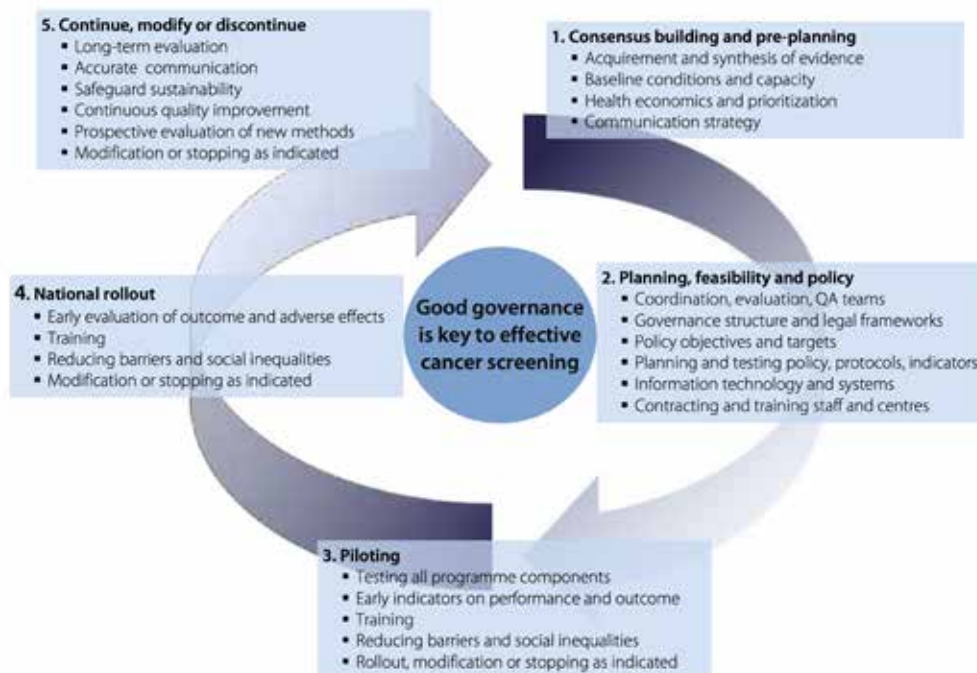 5. Continue, modify or discontinue
▪ Long-term evaluation
▪ Accurate communication
▪ Safeguard sustainability
▪ Continuous quality improvement
▪ Prospective evaluation of new methods
▪ Modification or stopping as indicated
1. Consensus building and pre-planning
▪ Acquirement and synthesis of evidence
▪ Baseline conditions and capacity
▪ Health economics and prioritization
▪ Communication strategy
4. National rollout
▪ Early evaluation of outcome and adverse effects
▪ Training
▪ Reducing barriers and social inequalities
▪ Modification or stopping as indicated
Good governance
is key to effective
cancer screening
2. Planning, feasibility and policy
▪ Coordination, evaluation, QA teams
▪ Governance structure and legal frameworks
▪ Policy objectives and targets
▪ Planning and testing policy, protocols, indicators
▪ Information technology and systems
▪ Contracting and training staff and centres
3. Piloting
▪ Testing all programme components
▪ Early indicators on performance and outcome
▪ Training
▪ Reducing barriers and social inequalities
▪ Rollout, modification or stopping as indicated